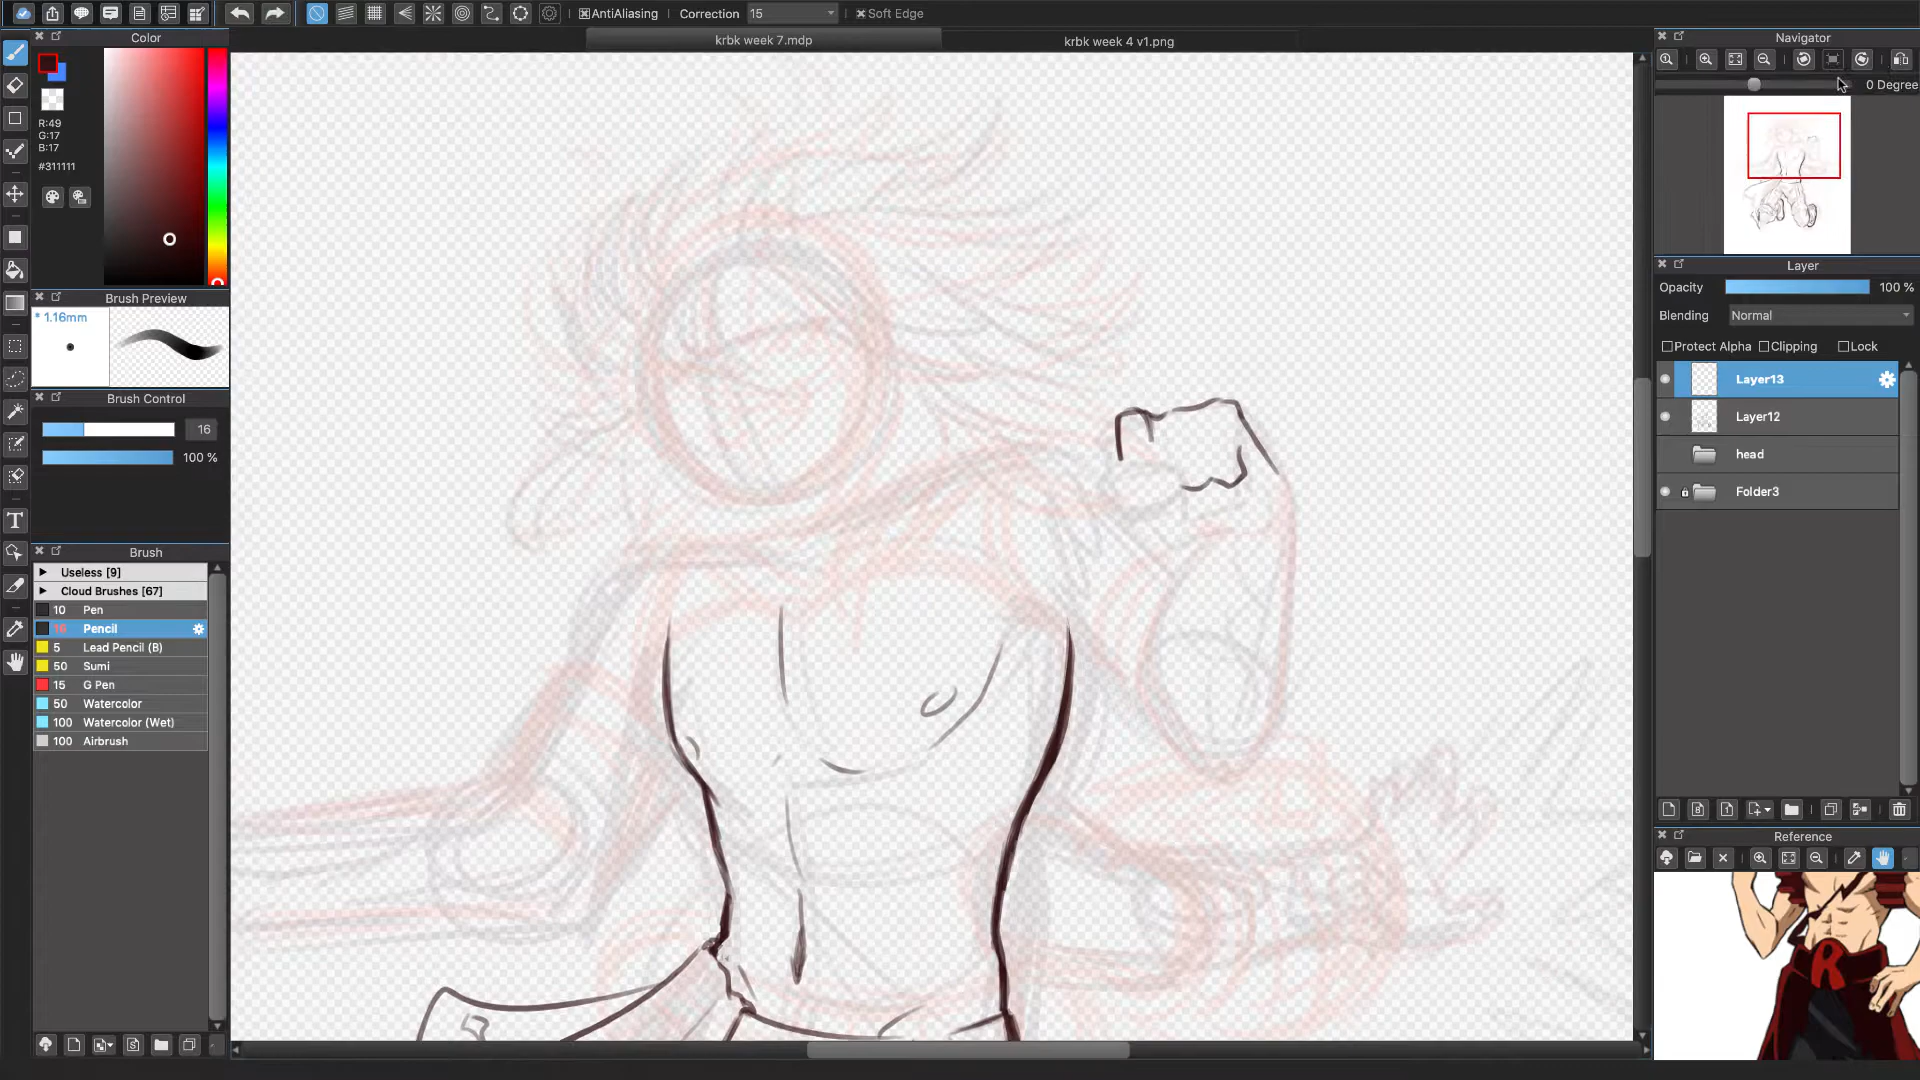 AntiAliasing Correction 15 Soft Edge
krbk week 7.mdp krbk week 4 v1.png
Color
R:49
G:17
B:17
#311111
Brush Preview
* 1.16mm
Brush Control
16
100 %
Brush
Useless [9]
Cloud Brushes [67]
10 Pen
16 Pencil
5 Lead Pencil (B)
50 Sumi
15 G Pen
50 Watercolor
100 Watercolor (Wet)
100 Airbrush
Navigator
0 Degree
Layer
Opacity 100 %
Blending Normal
Protect Alpha Clipping Lock
Layer13
Layer12
head
Folder3
Reference
R